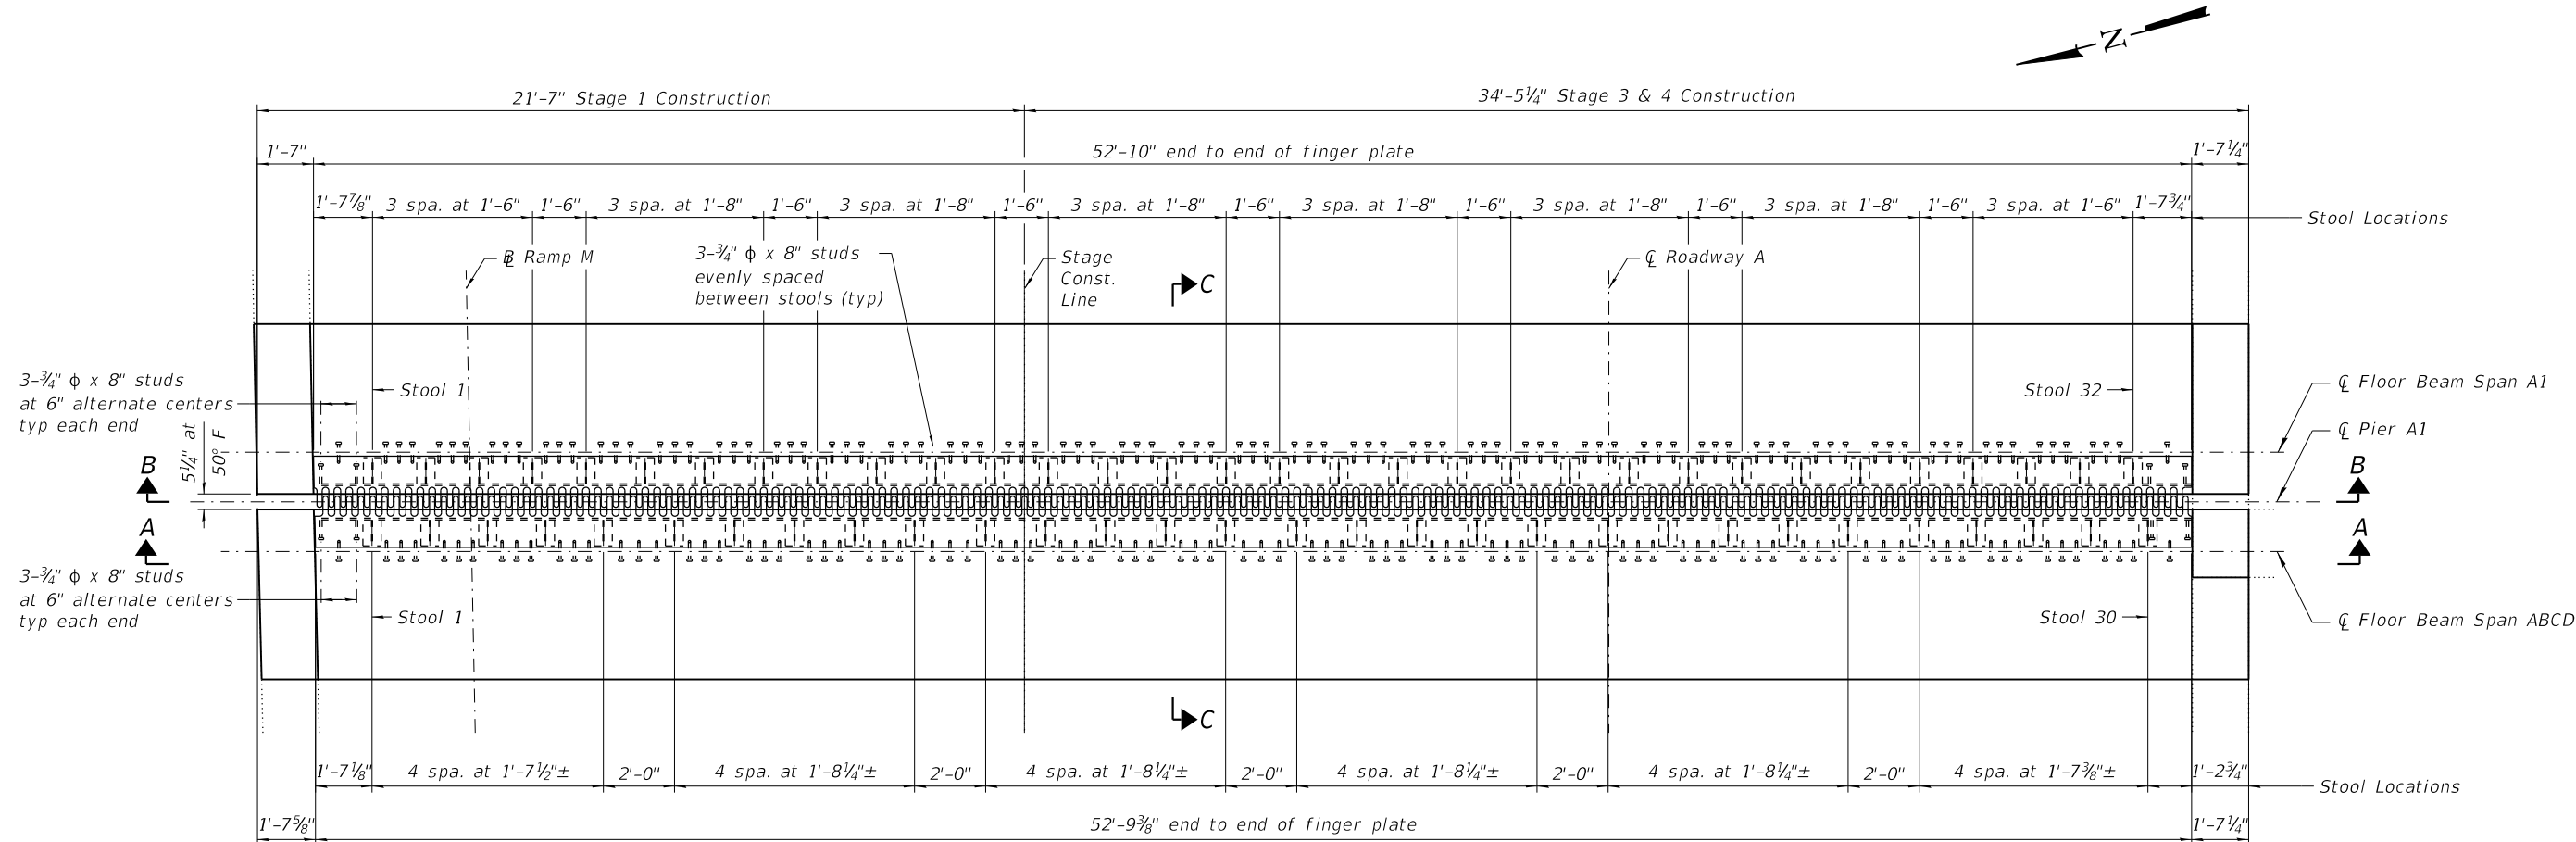 N
21'-7" Stage 1 Construction
34'-5¼" Stage 3 & 4 Construction
1'-7"
52'-10" end to end of finger plate
1'-7¼"
1'-7⅞"
3 spa. at 1'-6"
1'-6"
3 spa. at 1'-8"
1'-6"
3 spa. at 1'-8"
1'-6"
3 spa. at 1'-8"
1'-6"
3 spa. at 1'-8"
1'-6"
3 spa. at 1'-8"
1'-6"
3 spa. at 1'-8"
1'-6"
3 spa. at 1'-6"
1'-7¾"
Stool Locations
℄ Ramp M
3-¾" ϕ x 8" studs
evenly spaced
between stools (typ)
Stage
Const.
Line
C
℄ Roadway A
3-¾" ϕ x 8" studs
at 6" alternate centers
typ each end
Stool 1
Stool 32
℄ Floor Beam Span A1
℄ Pier A1
5¼" at
50° F
B
B
A
A
3-¾" ϕ x 8" studs
at 6" alternate centers
typ each end
Stool 1
Stool 30
℄ Floor Beam Span ABCD
C
1'-7⅛"
4 spa. at 1'-7½"±
2'-0"
4 spa. at 1'-8¼"±
2'-0"
4 spa. at 1'-8¼"±
2'-0"
4 spa. at 1'-8¼"±
2'-0"
4 spa. at 1'-8¼"±
2'-0"
4 spa. at 1'-7⅜"±
1'-2¾"
Stool Locations
1'-7⅝"
52'-9⅜" end to end of finger plate
1'-7¼"